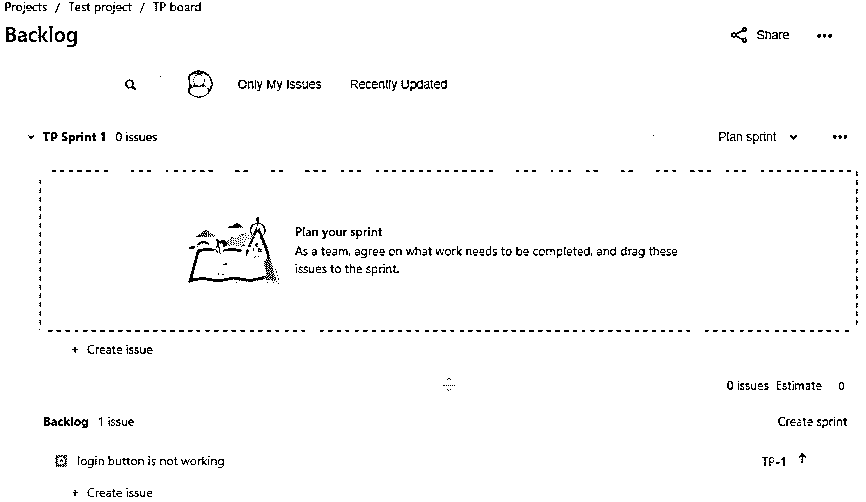 Projects / Test project / TP board
Backlog
Share
Only My Issues Recently Updated
TP Sprint 1 0 issues Plan sprint
Plan your sprint
As a team, agree on what work needs to be completed, and drag these
issues to the sprint.
+ Create issue
0 issues Estimate 0
Backlog 1 issue Create sprint
login button is not working TP-1
+ Create issue